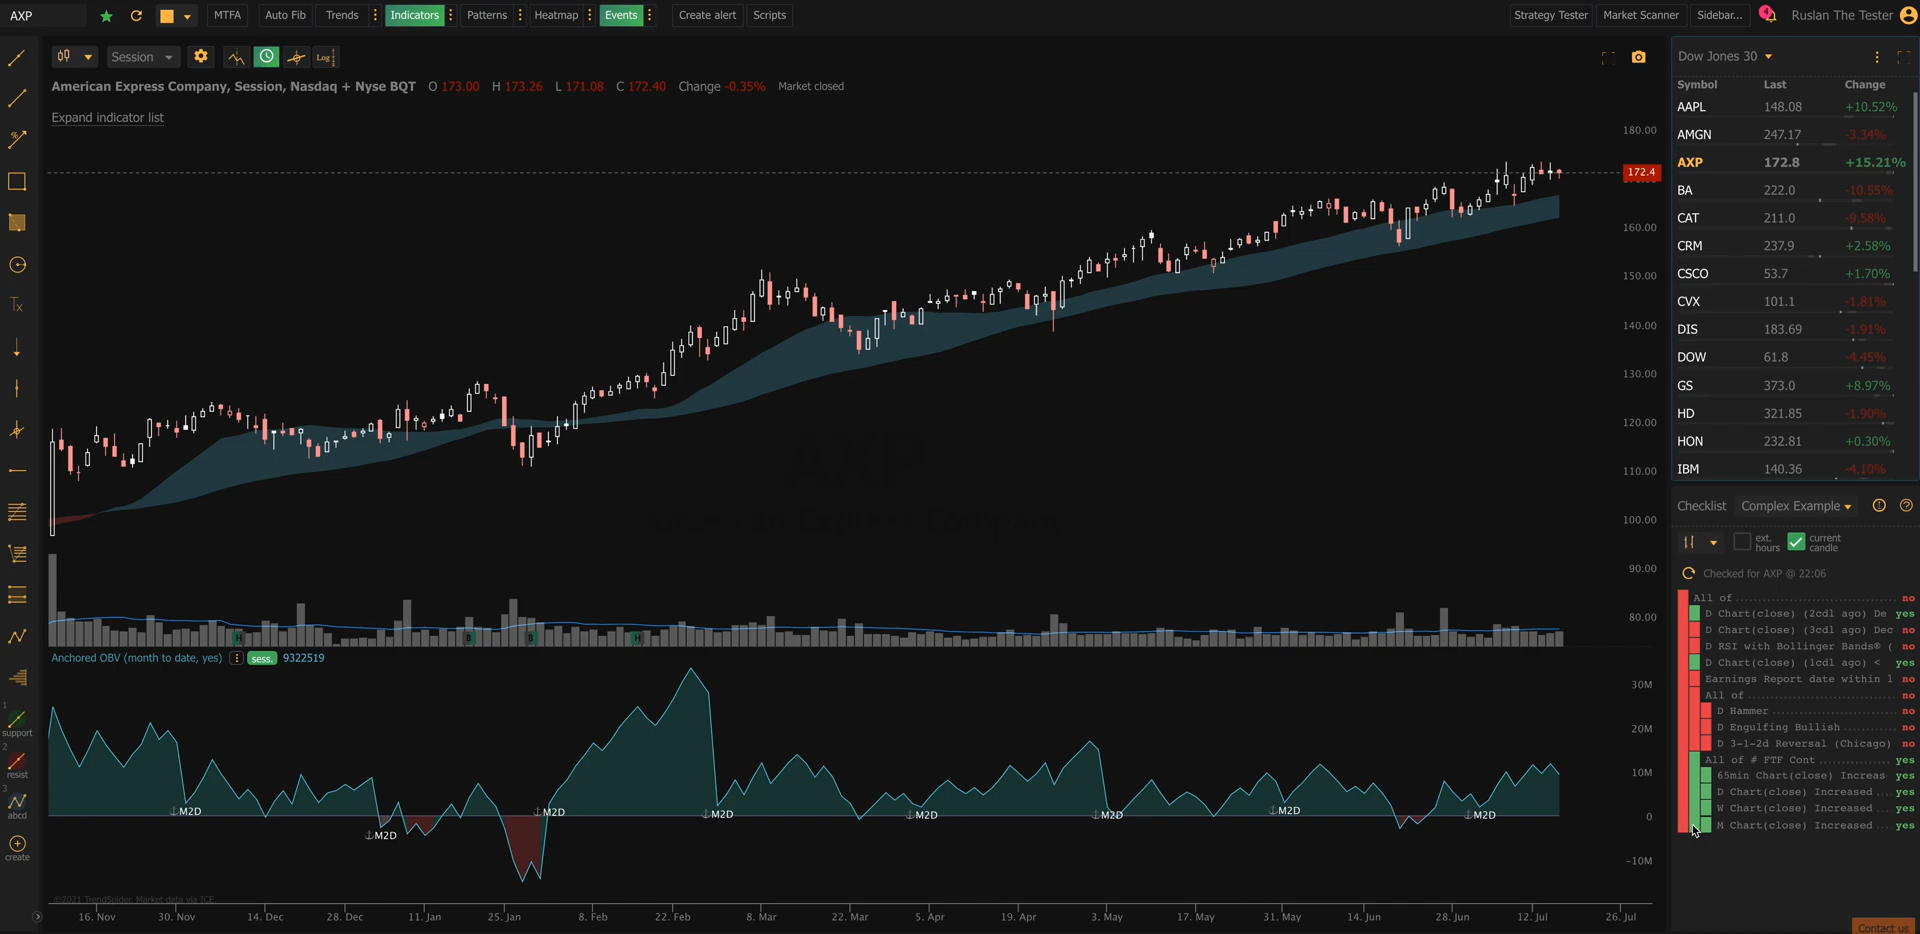 AXP
MTFA
Auto Fib
Trends
Indicators
Patterns
Heatmap
Events
Create alert
Scripts
Strategy Tester
Market Scanner
Sidebar...
4
Ruslan The Tester
Session
Log
American Express Company, Session, Nasdaq + Nyse BQT O 173.00 H 173.26 L 171.08 C 172.40 Change -0.35% Market closed
Expand indicator list
180.00
172.4
160.00
150.00
140.00
130.00
120.00
110.00
100.00
90.00
80.00
H
B
B
H
Anchored OBV (month to date, yes) sess. 9322519
30M
20M
10M
0
-10M
M2D
M2D
M2D
M2D
M2D
M2D
M2D
M2D
©2021 TrendSpider. Market data via ICE.
16. Nov
30. Nov
14. Dec
28. Dec
11. Jan
25. Jan
8. Feb
22. Feb
8. Mar
22. Mar
5. Apr
19. Apr
3. May
17. May
31. May
14. Jun
28. Jun
12. Jul
26. Jul
Tx
1
support
2
resist
3
abcd
create
Dow Jones 30
Symbol Last Change
AAPL 148.08 +10.52%
AMGN 247.17 -3.34%
AXP 172.8 +15.21%
BA 222.0 -10.55%
CAT 211.0 -9.58%
CRM 237.9 +2.58%
CSCO 53.7 +1.70%
CVX 101.1 -1.81%
DIS 183.69 -1.91%
DOW 61.8 -4.45%
GS 373.0 +8.97%
HD 321.85 -1.90%
HON 232.81 +0.30%
IBM 140.36 -4.10%
Checklist Complex Example
ext. hours
current candle
Checked for AXP @ 22:06
All of no
D Chart(close) (2cdl ago) De yes
D Chart(close) (3cdl ago) Dec no
D RSI with Bollinger Bands® ( no
D Chart(close) (1cdl ago) < yes
Earnings Report date within 1 no
All of no
D Hammer no
D Engulfing Bullish no
D 3-1-2d Reversal (Chicago) no
All of # FTF Cont yes
65min Chart(close) Increas yes
D Chart(close) Increased yes
W Chart(close) Increased yes
M Chart(close) Increased yes
Contact us